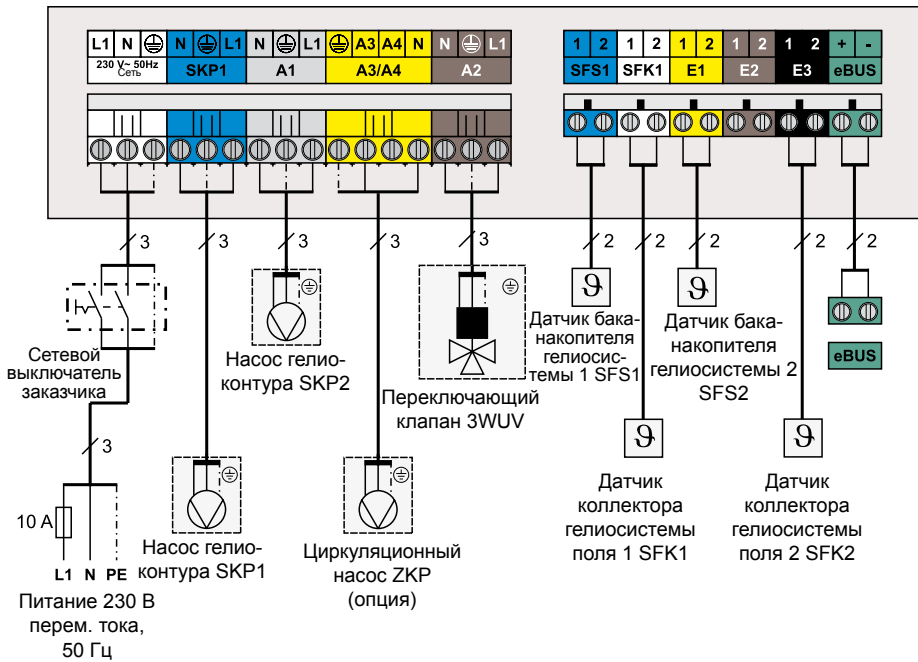 L1 N N L1 N L1 A3 A4 N N L1
230 V~ 50Hz
Сеть
SKP1 A1 A3/A4 A2
1 2 1 2 1 2 1 2 1 2 + -
SFS1 SFK1 E1 E2 E3 eBUS
3 3 3 3 3 2 2 2 2 2
Сетевой
выключатель
заказчика
Насос гелио-
контура SKP2
Переключающий
клапан 3WUV
ϑ
Датчик бака-
накопителя
гелиосис-
темы 1 SFS1
ϑ
Датчик бака-
накопителя
гелиосистемы 2
SFS2
eBUS
3
10 A
L1 N PE
Питание 230 В
перем. тока,
50 Гц
Насос гелио-
контура SKP1
Циркуляционный
насос ZKP
(опция)
ϑ
Датчик
коллектора
гелиосистемы
поля 1 SFK1
ϑ
Датчик
коллектора
гелиосистемы
поля 2 SFK2